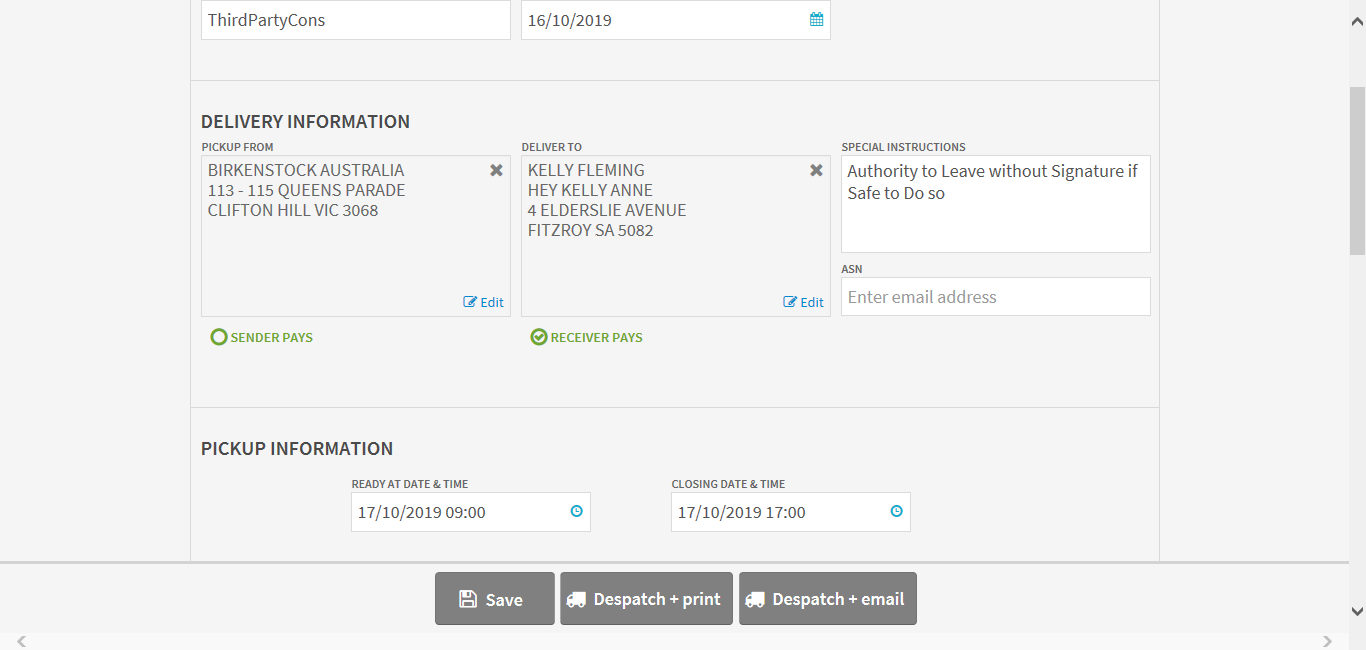 ThirdPartyCons
16/10/2019
DELIVERY INFORMATION
PICKUP FROM
BIRKENSTOCK AUSTRALIA
113 - 115 QUEENS PARADE
CLIFTON HILL VIC 3068
Edit
SENDER PAYS
DELIVER TO
KELLY FLEMING
HEY KELLY ANNE
4 ELDERSLIE AVENUE
FITZROY SA 5082
Edit
RECEIVER PAYS
SPECIAL INSTRUCTIONS
Authority to Leave without Signature if
Safe to Do so
ASN
Enter email address
PICKUP INFORMATION
READY AT DATE & TIME
17/10/2019 09:00
CLOSING DATE & TIME
17/10/2019 17:00
Save
Despatch + print
Despatch + email